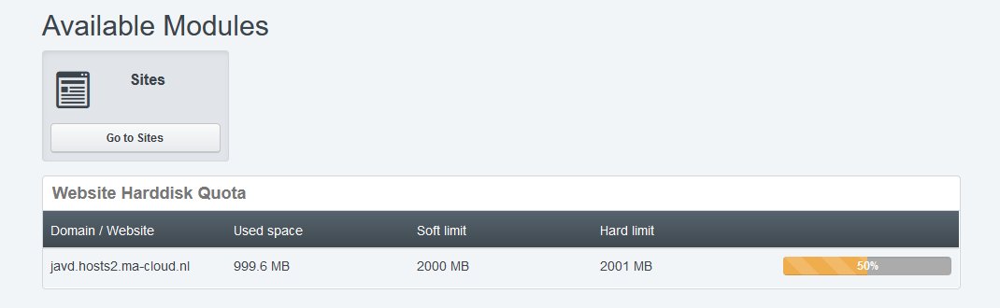 Available Modules
Sites
Go to Sites
Website Harddisk Quota
Domain / Website Used space Soft limit Hard limit
javd.hosts2.ma-cloud.nl 999.6 MB 2000 MB 2001 MB 50%